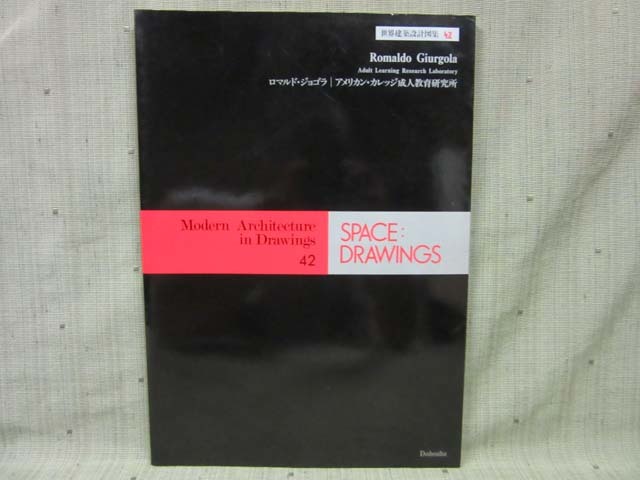 世界建築設計図集 42
Romaldo Giurgola
Adult Learning Research Laboratory
ロマルド・ジョゴラ | アメリカン・カレッジ成人教育研究所
Modern Architecture
in Drawings
42
SPACE:
DRAWINGS
Dohosha